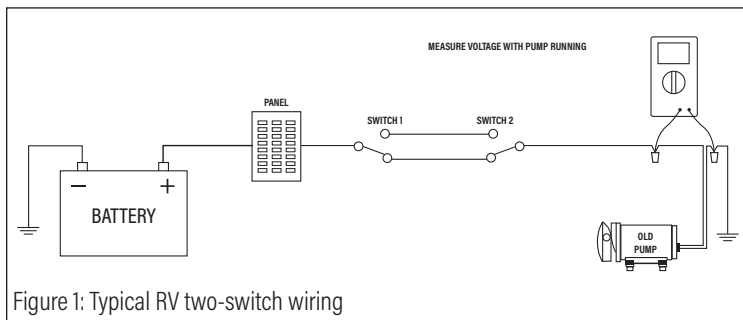 MEASURE VOLTAGE WITH PUMP RUNNING
PANEL
SWITCH 1
SWITCH 2
− +
BATTERY
OLD
PUMP
Figure 1: Typical RV two-switch wiring